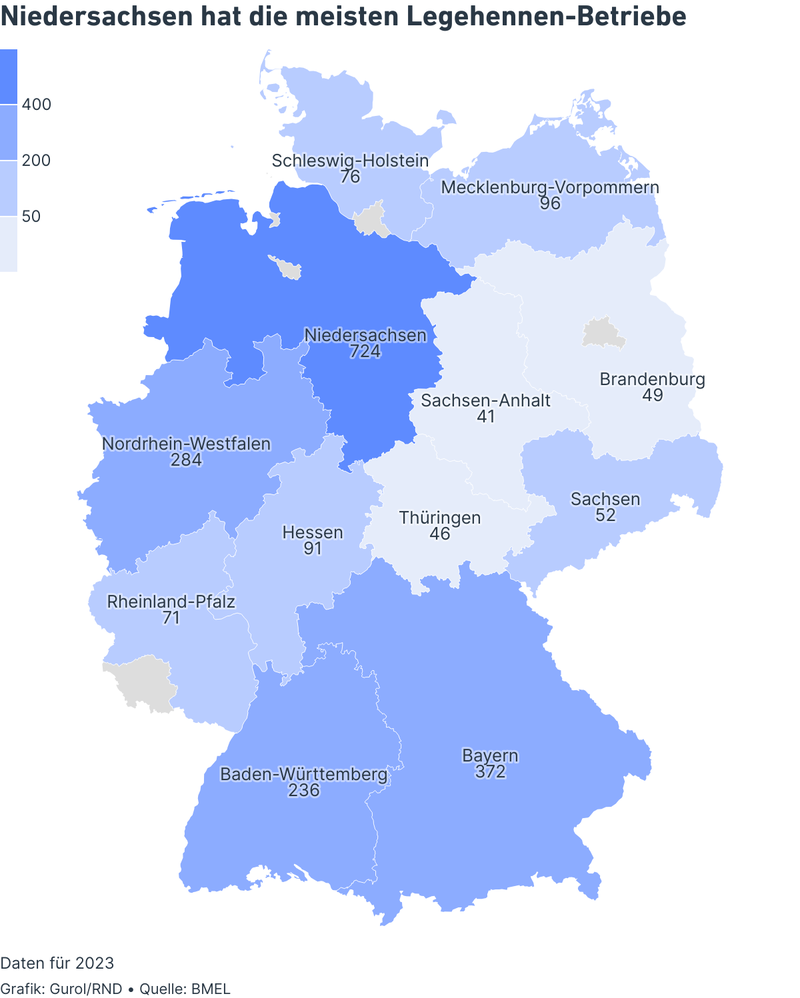 Niedersachsen hat die meisten Legehennen-Betriebe
400
200
50
Schleswig-Holstein
76
Mecklenburg-Vorpommern
96
Niedersachsen
724
Brandenburg
49
Sachsen-Anhalt
41
Nordrhein-Westfalen
284
Sachsen
52
Thüringen
46
Hessen
91
Rheinland-Pfalz
71
Bayern
372
Baden-Württemberg
236
Daten für 2023
Grafik: Gurol/RND • Quelle: BMEL